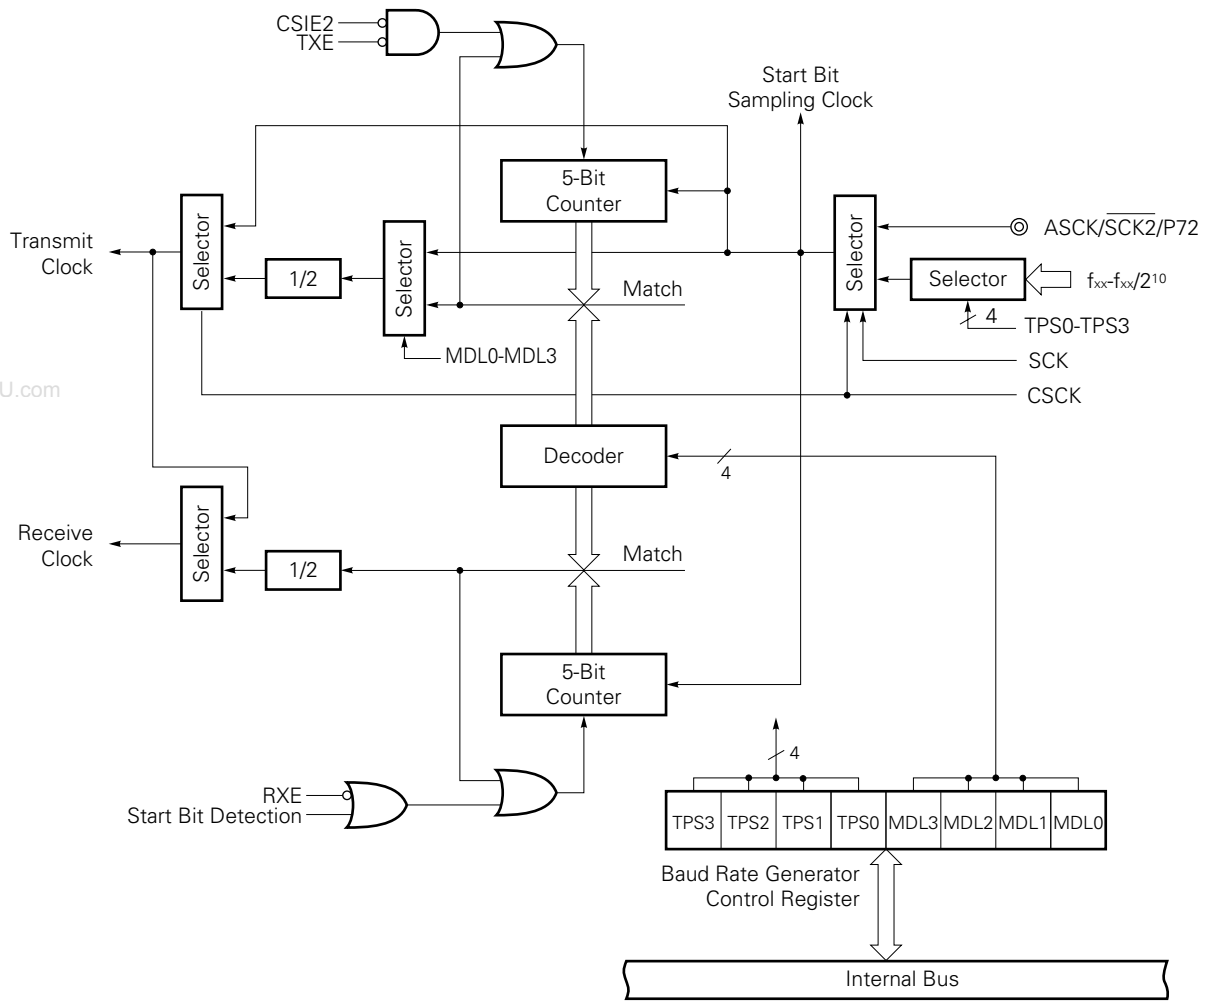 CSIE2
TXE
Start Bit
Sampling Clock
5-Bit
Counter
Selector
Selector
Selector
ASCK/SCK2/P72
Transmit
Clock
1/2
Selector
fxx-fxx/2¹⁰
Match
4
TPS0-TPS3
MDL0-MDL3
SCK
U.com
CSCK
Decoder
4
Receive
Clock
Selector
1/2
Match
5-Bit
Counter
4
RXE
Start Bit Detection
TPS3 TPS2 TPS1 TPS0 MDL3 MDL2 MDL1 MDL0
Baud Rate Generator
Control Register
Internal Bus